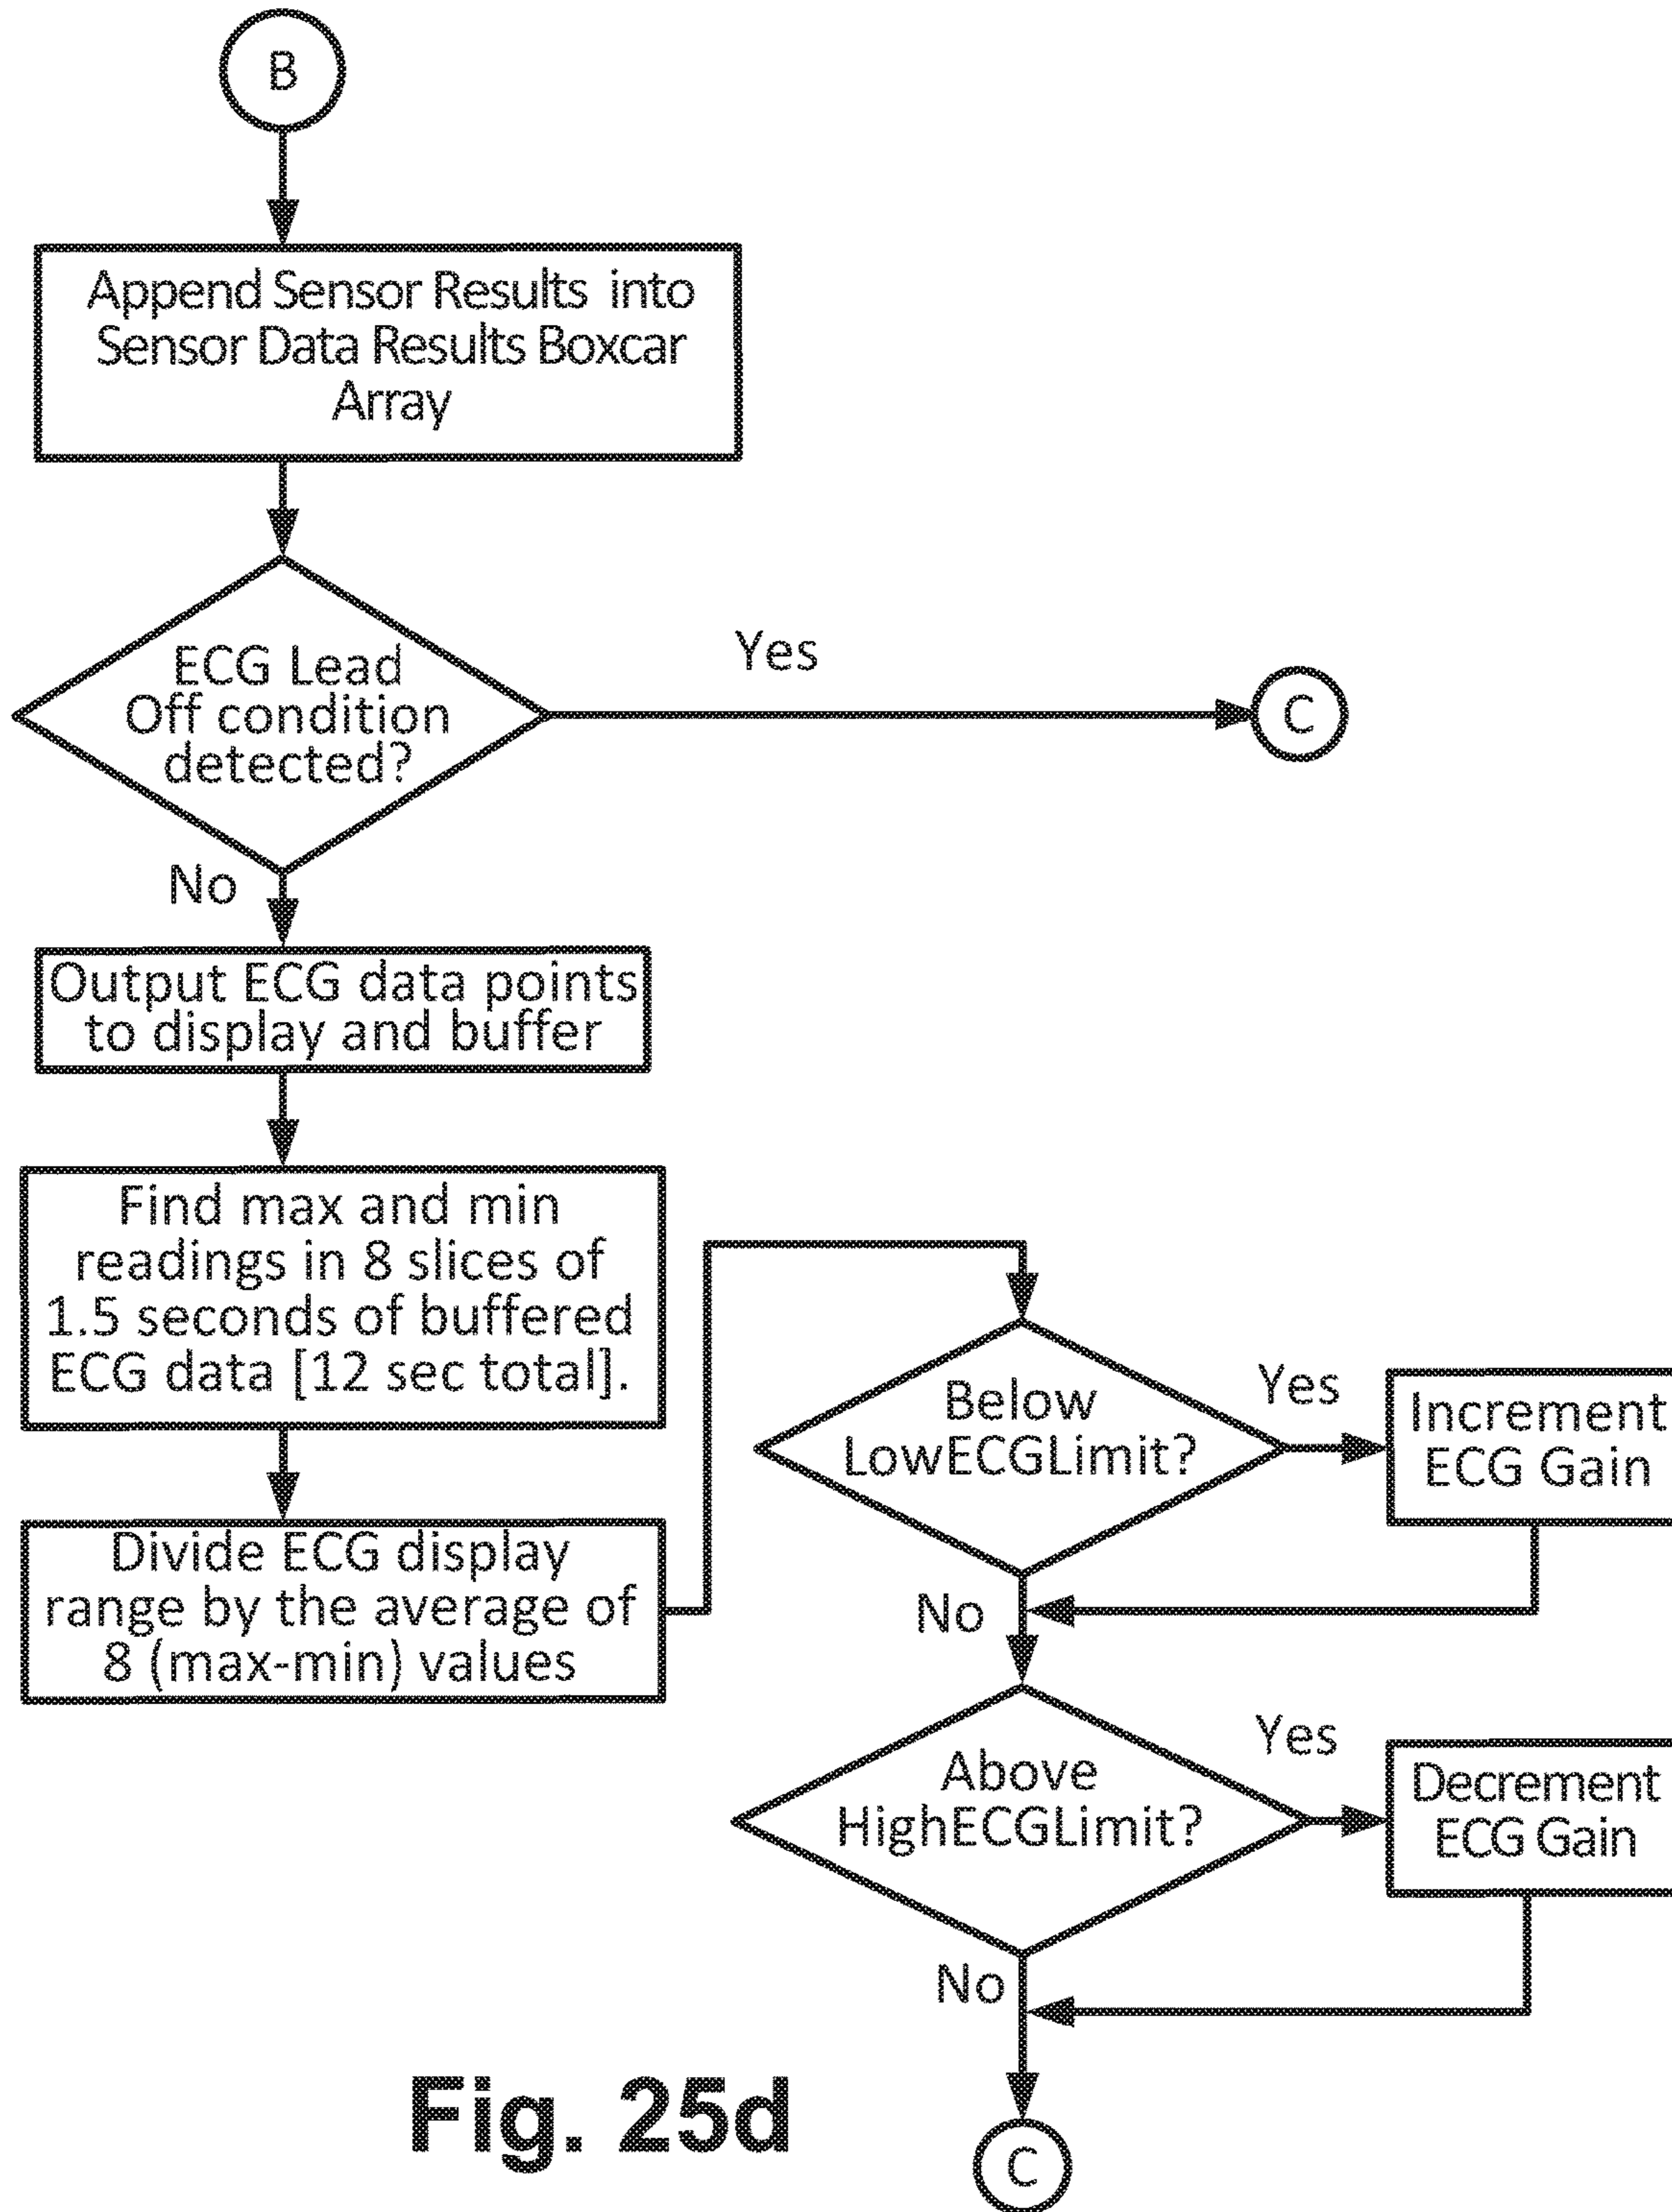 B
Append Sensor Results into
Sensor Data Results Boxcar
Array
ECG Lead
Off condition
detected?
Yes
C
No
Output ECG data points
to display and buffer
Find max and min
readings in 8 slices of
1.5 seconds of buffered
ECG data [12 sec total].
Divide ECG display
range by the average of
8 (max-min) values
Below
LowECGLimit?
Yes
Increment
ECG Gain
No
Above
HighECGLimit?
Yes
Decrement
ECG Gain
No
C
Fig. 25d